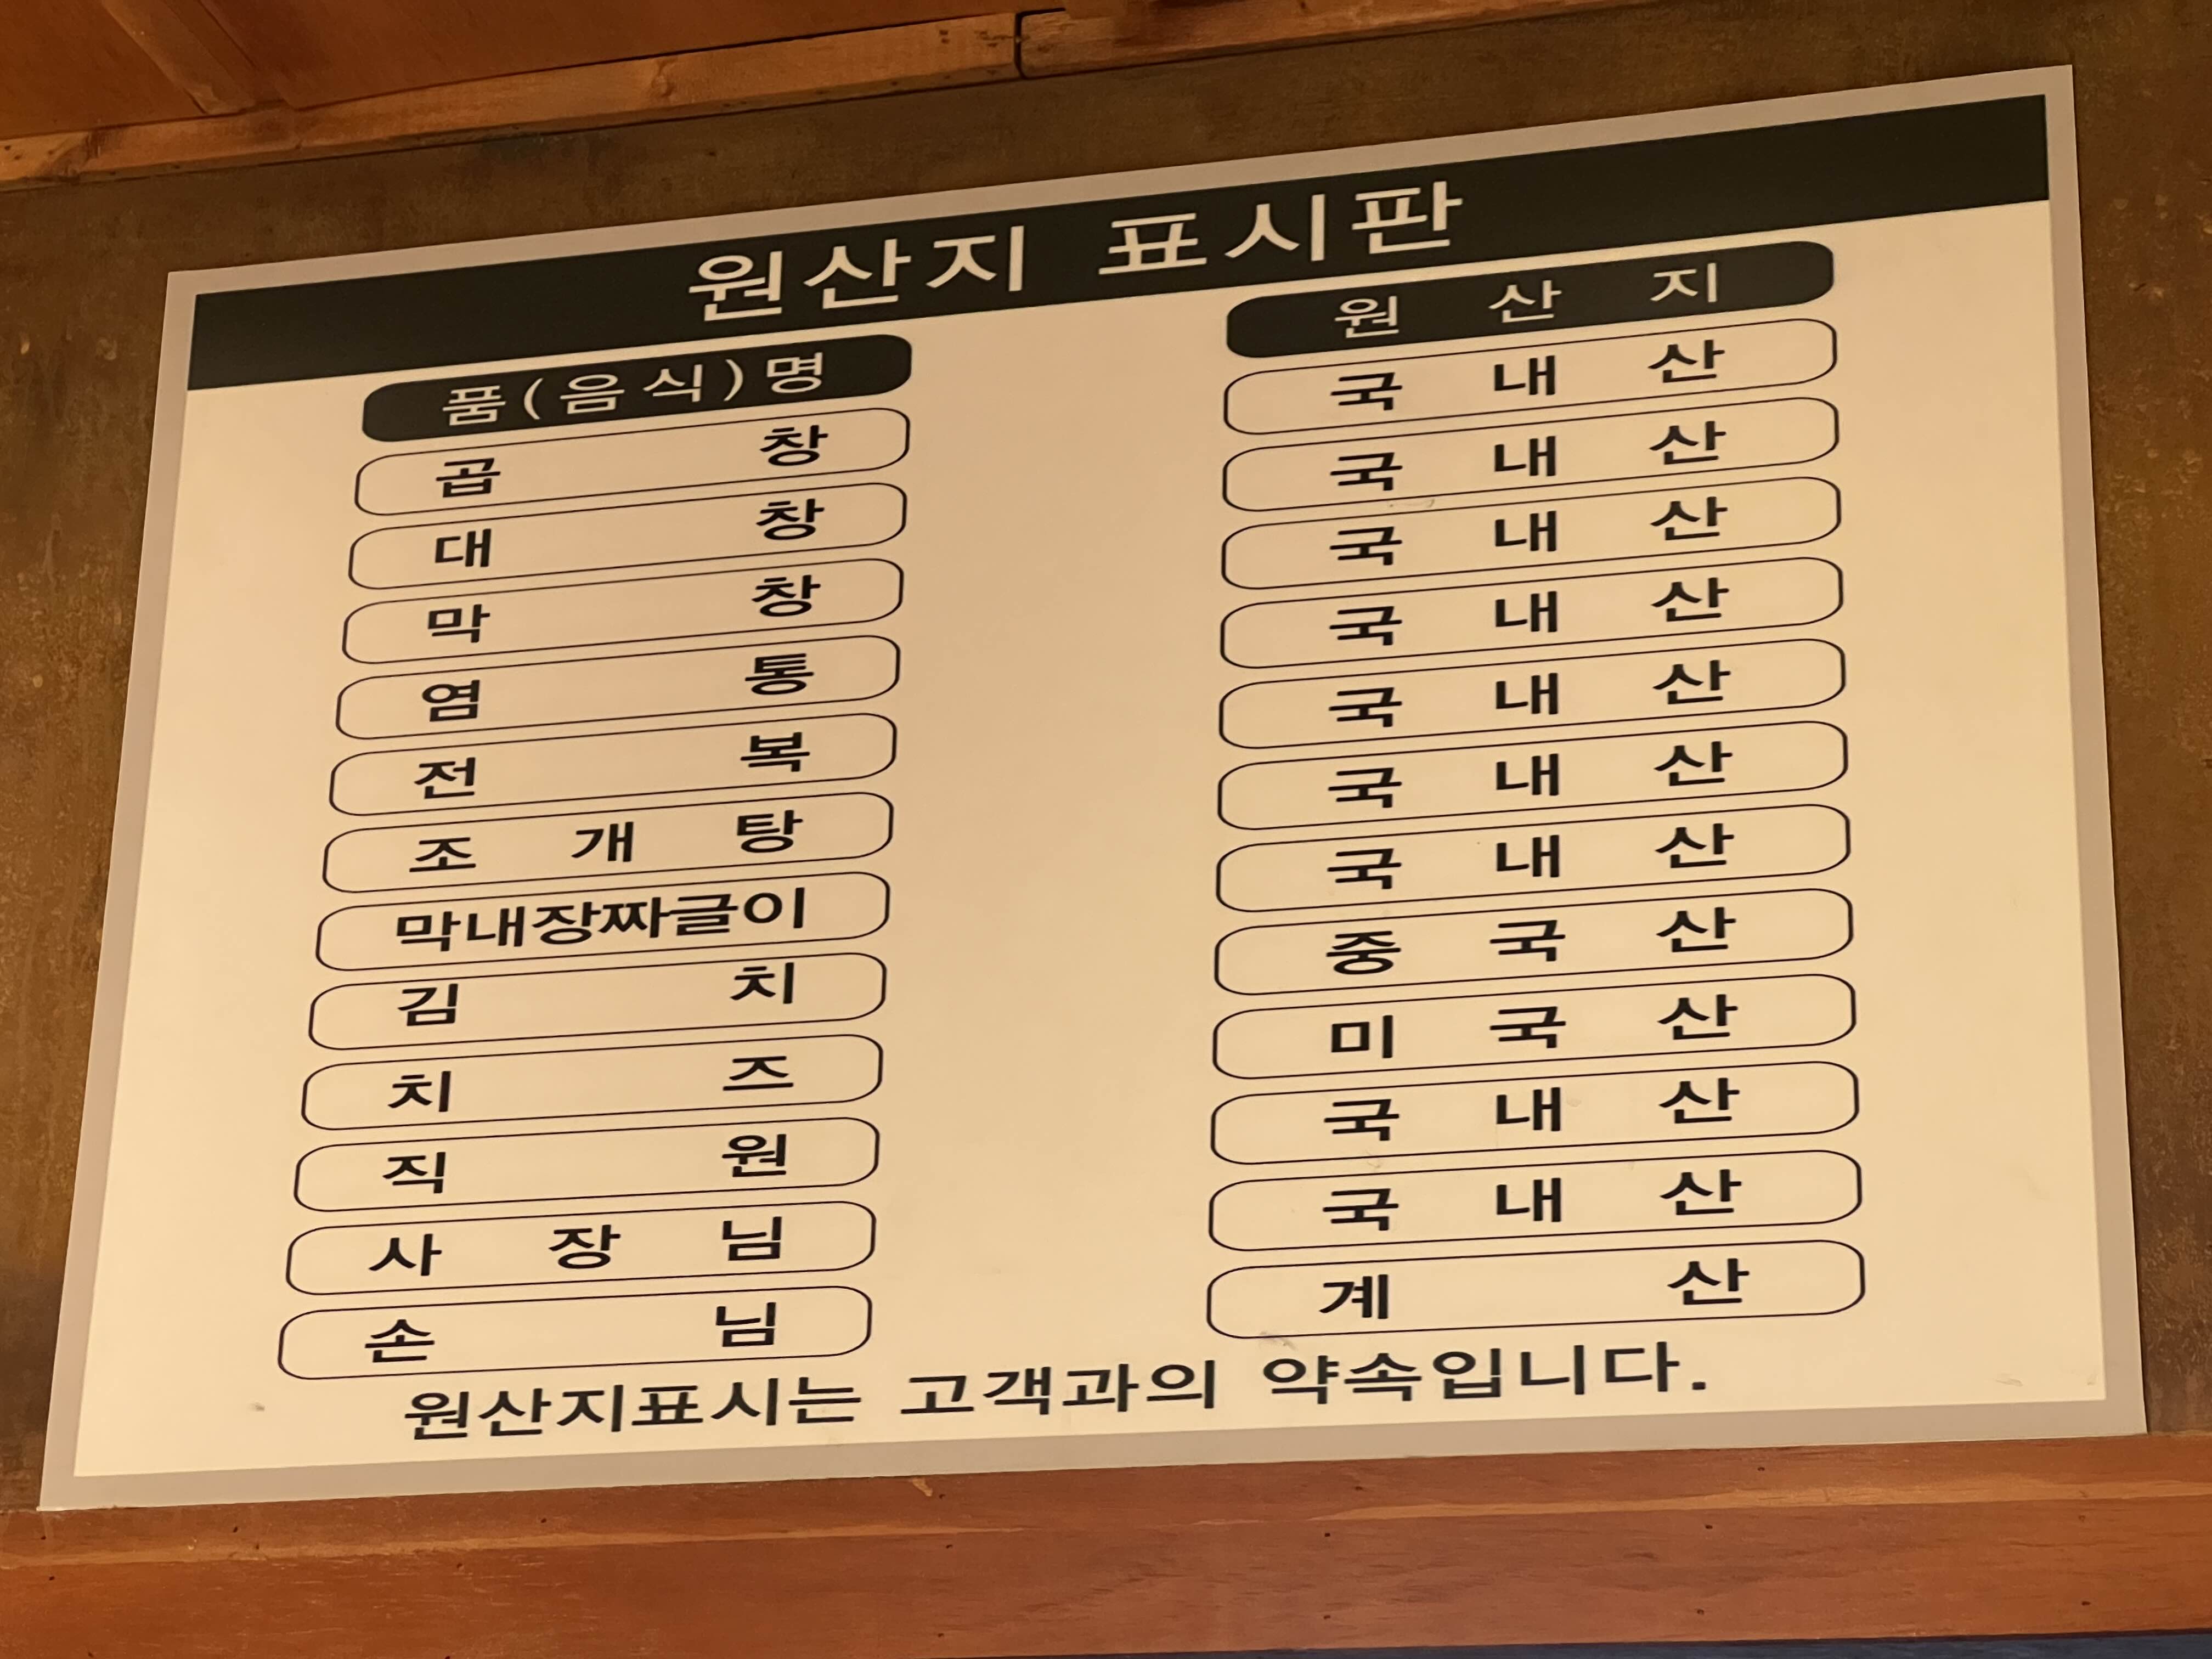 원산지 표시판
품(음식)명 원산지
곱창 국내산
대창 국내산
막창 국내산
염통 국내산
전복 국내산
조개탕 국내산
막내장짜글이 국내산
김치 중국산
치즈 미국산
직원 국내산
사장님 국내산
손님 계산
원산지표시는 고객과의 약속입니다.